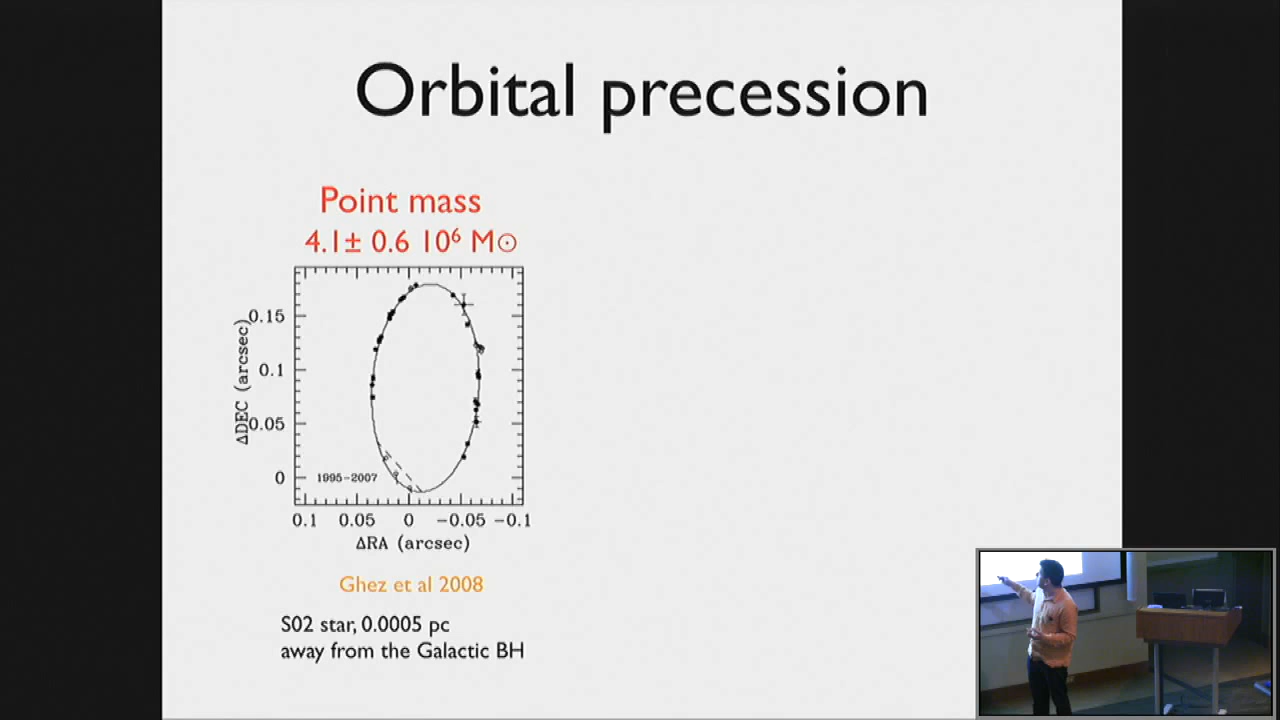 Orbital precession
Point mass
4.1± 0.6 10⁶ M⊙
ΔDEC (arcsec)
0.15
0.1
0.05
0
1995-2007
0.1 0.05 0 -0.05 -0.1
ΔRA (arcsec)
Ghez et al 2008
S02 star, 0.0005 pc
away from the Galactic BH